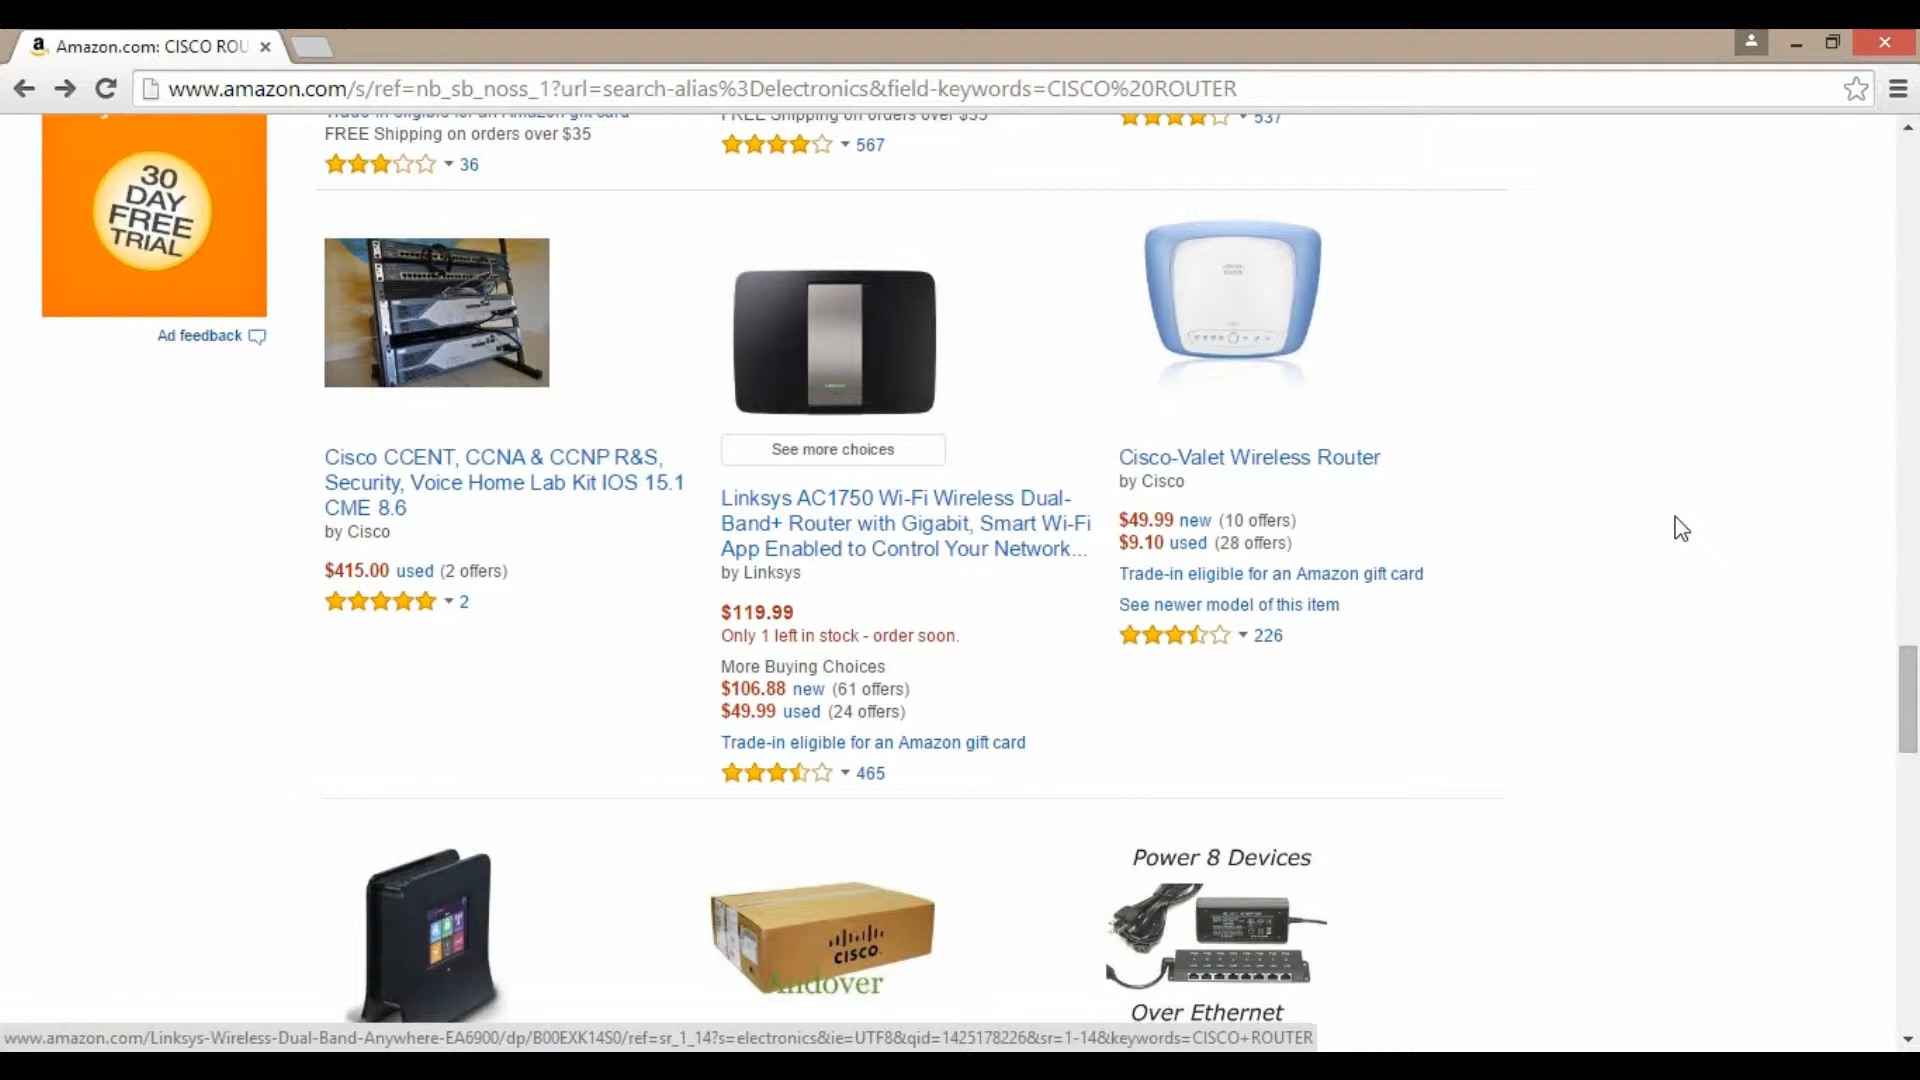 Amazon.com: CISCO ROU
www.amazon.com/s/ref=nb_sb_noss_1?url=search-alias%3Delectronics&field-keywords=CISCO%20ROUTER
Trade-in eligible for an Amazon gift card
FREE Shipping on orders over $35
36
FREE Shipping on orders over $35
567
537
30
DAY
FREE
TRIAL
Ad feedback
Cisco CCENT, CCNA & CCNP R&S,
Security, Voice Home Lab Kit IOS 15.1
CME 8.6
by Cisco
$415.00 used (2 offers)
2
See more choices
Linksys AC1750 Wi-Fi Wireless Dual-
Band+ Router with Gigabit, Smart Wi-Fi
App Enabled to Control Your Network...
by Linksys
$119.99
Only 1 left in stock - order soon.
More Buying Choices
$106.88 new (61 offers)
$49.99 used (24 offers)
Trade-in eligible for an Amazon gift card
465
Cisco-Valet Wireless Router
by Cisco
$49.99 new (10 offers)
$9.10 used (28 offers)
Trade-in eligible for an Amazon gift card
See newer model of this item
226
CISCO
Andover
Power 8 Devices
Over Ethernet
www.amazon.com/Linksys-Wireless-Dual-Band-Anywhere-EA6900/dp/B00EXK14S0/ref=sr_1_14?s=electronics&ie=UTF8&qid=1425178226&sr=1-14&keywords=CISCO+ROUTER